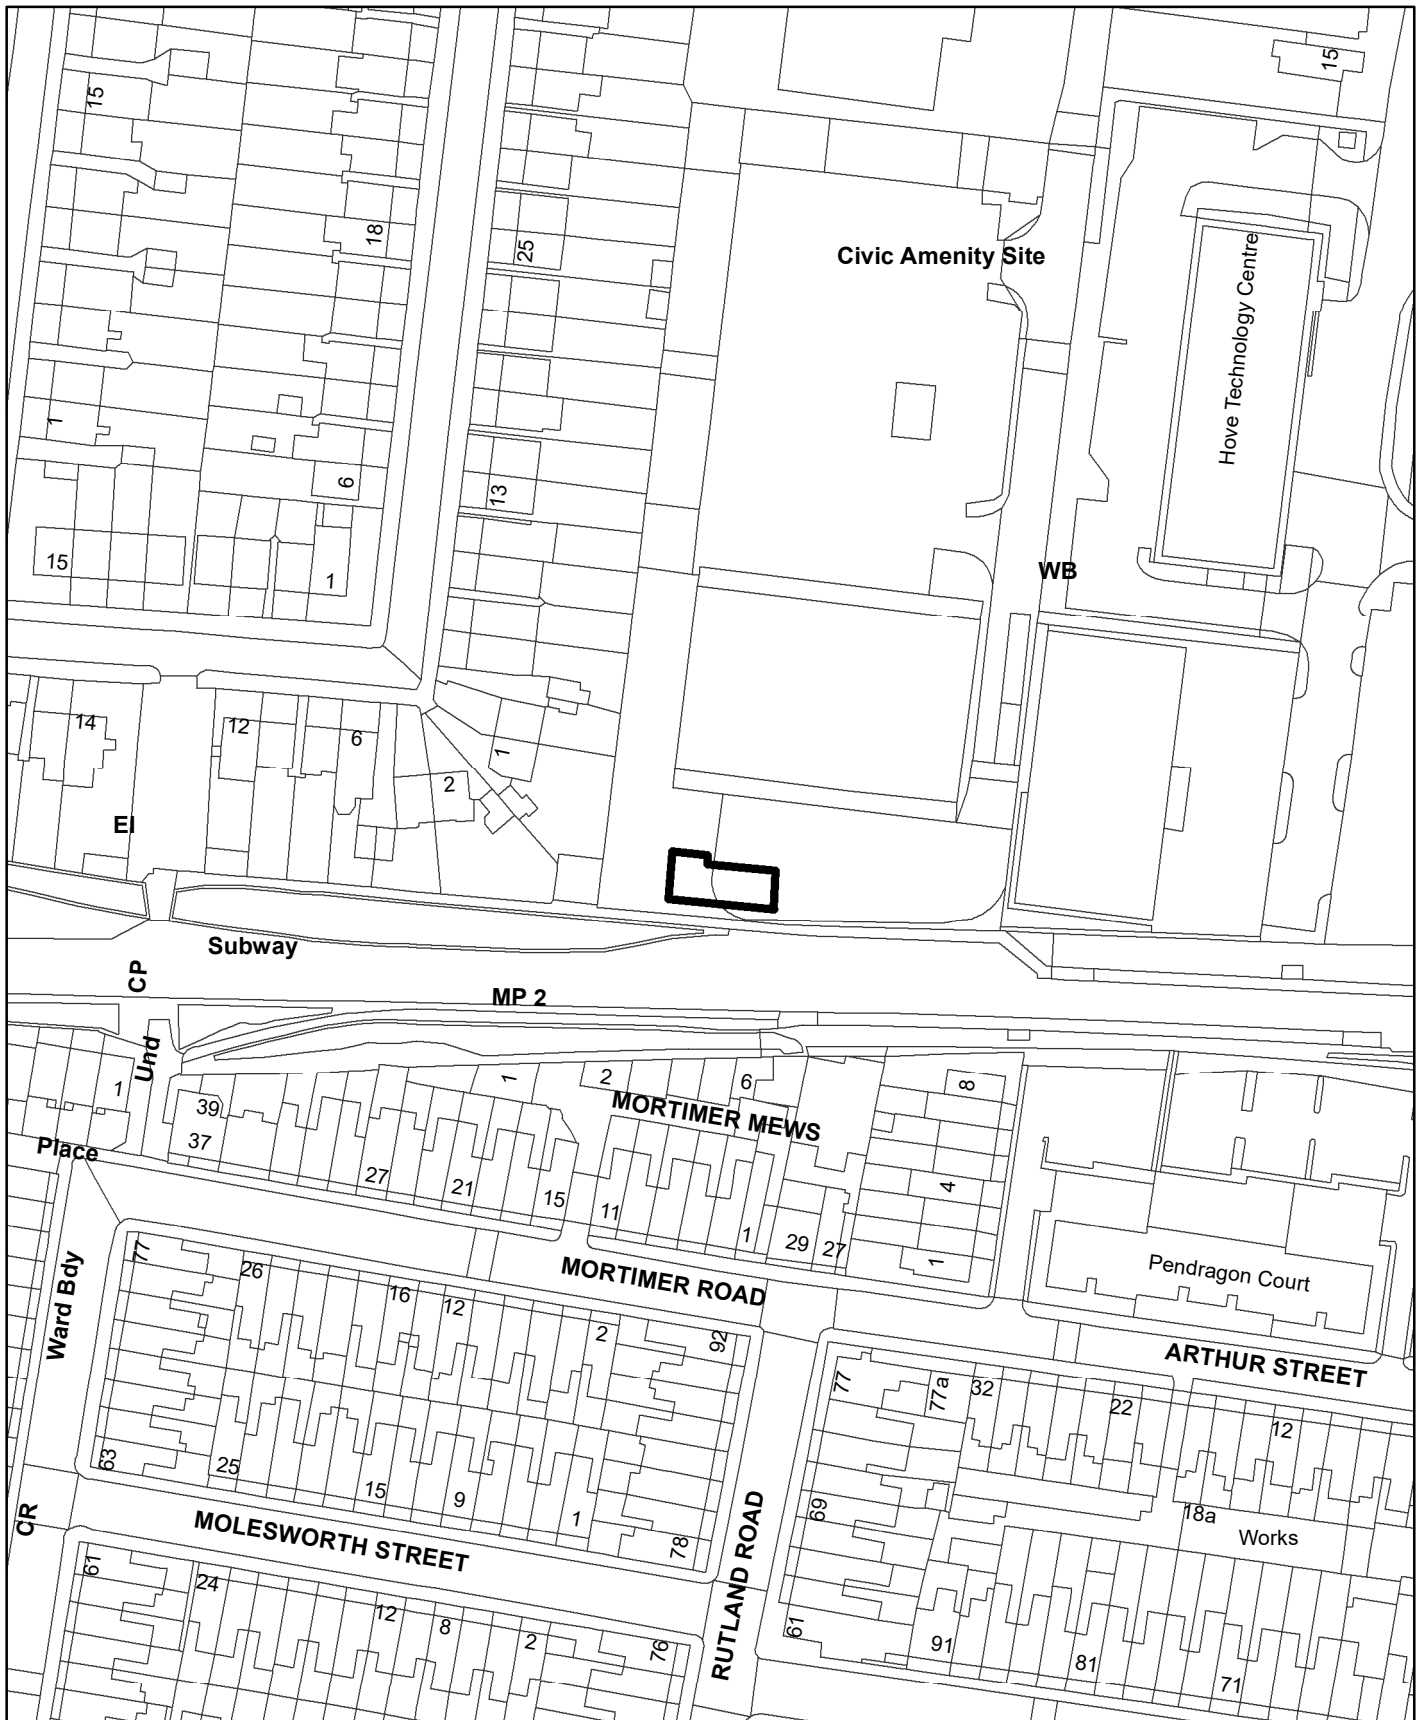 15
15
18
25
Civic Amenity Site
Hove Technology Centre
1
6
13
15
1
WB
14
12
6
1
2
El
Subway
CP
MP 2
Und
1
39
37
1
2
6
8
MORTIMER MEWS
Place
27
21
15
11
1
29
27
4
1
Pendragon Court
77
26
16
12
MORTIMER ROAD
2
92
Ward Bdy
ARTHUR STREET
77
77a
32
22
12
63
25
15
9
1
78
69
18a
Works
CR
MOLESWORTH STREET
RUTLAND ROAD
61
24
12
8
2
76
61
91
81
71